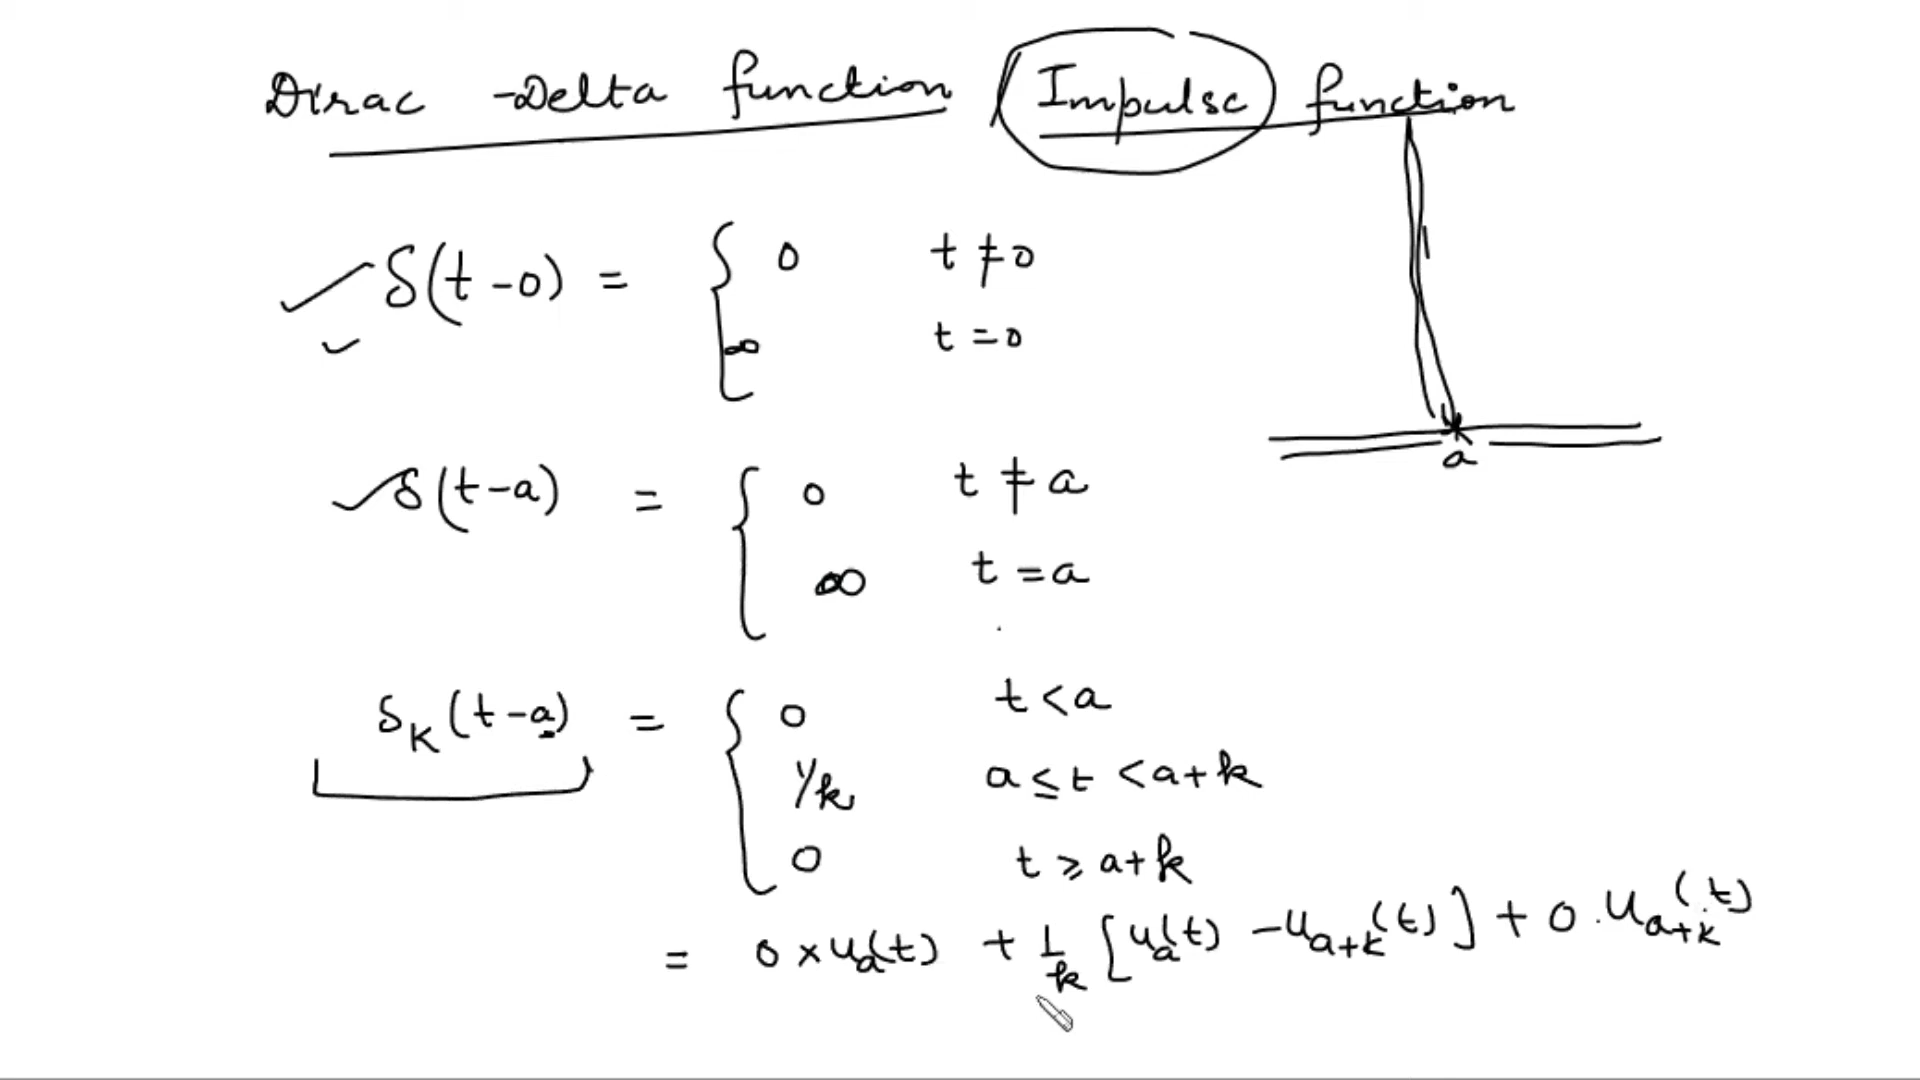 Dirac -Delta function / Impulse function
δ(t-0) = { 0 t ≠ 0
∞ t = 0
a
δ(t-a) = { 0 t ≠ a
∞ t = a
δ_K(t-a) = { 0 t < a
1/k a ≤ t < a+k
0 t ≥ a+k
= 0 × u_a(t) + 1/k [u_a(t) - u_{a+k}(t)] + 0 . u_{a+k}(t)